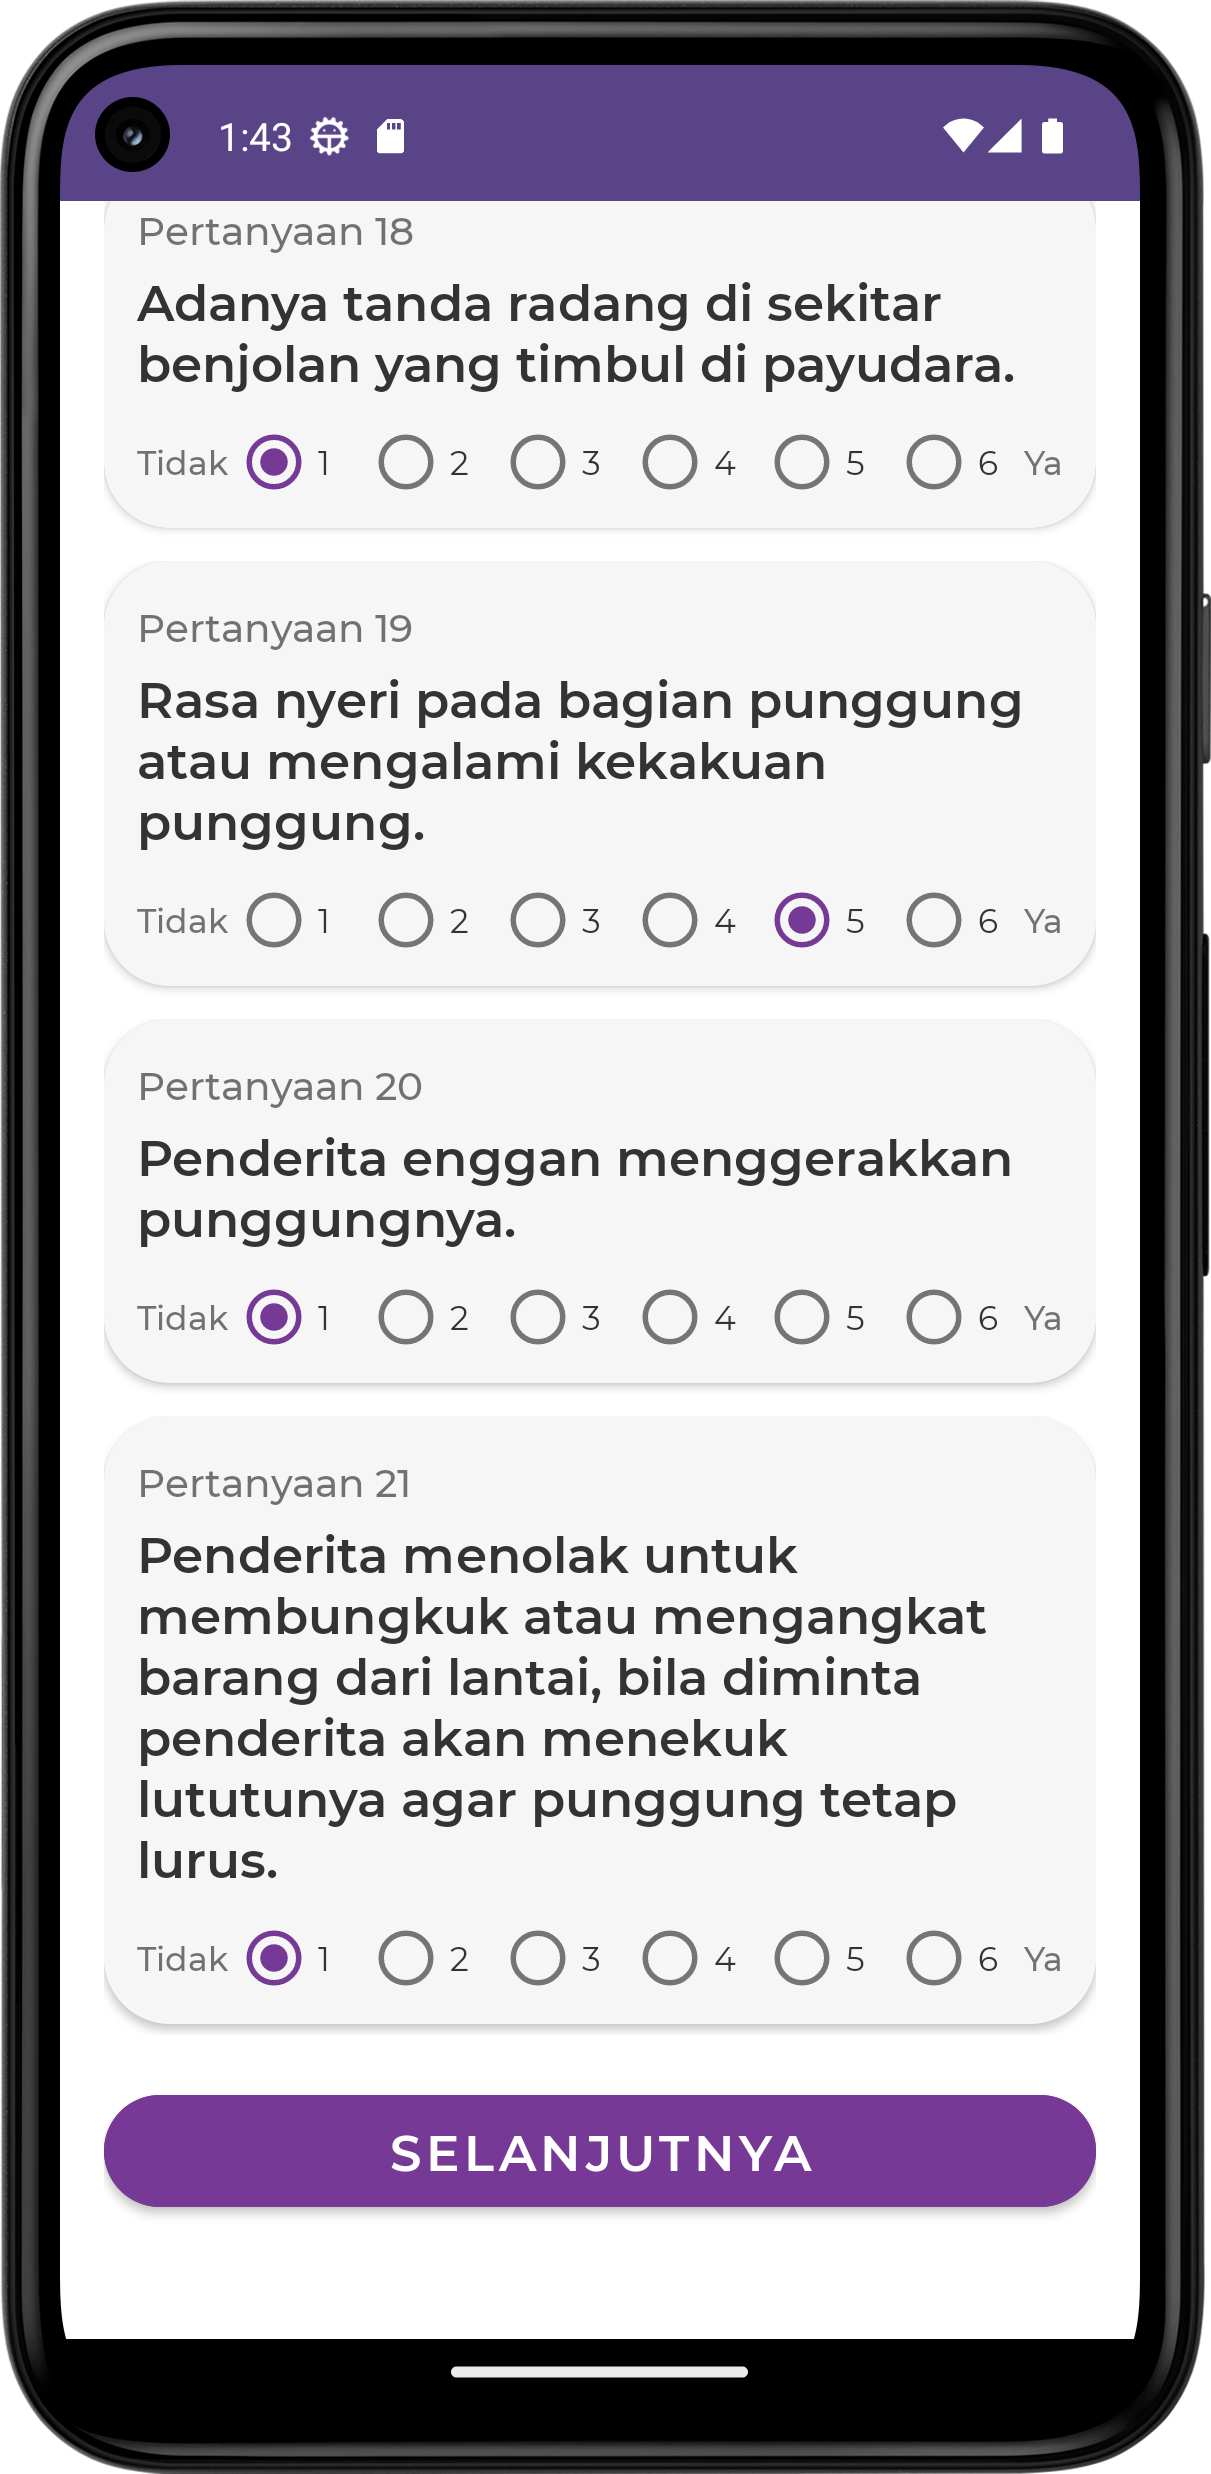 1:43
Pertanyaan 18
Adanya tanda radang di sekitar
benjolan yang timbul di payudara.
Tidak 1 2 3 4 5 6 Ya
Pertanyaan 19
Rasa nyeri pada bagian punggung
atau mengalami kekakuan
punggung.
Tidak 1 2 3 4 5 6 Ya
Pertanyaan 20
Penderita enggan menggerakkan
punggungnya.
Tidak 1 2 3 4 5 6 Ya
Pertanyaan 21
Penderita menolak untuk
membungkuk atau mengangkat
barang dari lantai, bila diminta
penderita akan menekuk
lututunya agar punggung tetap
lurus.
Tidak 1 2 3 4 5 6 Ya
SELANJUTNYA